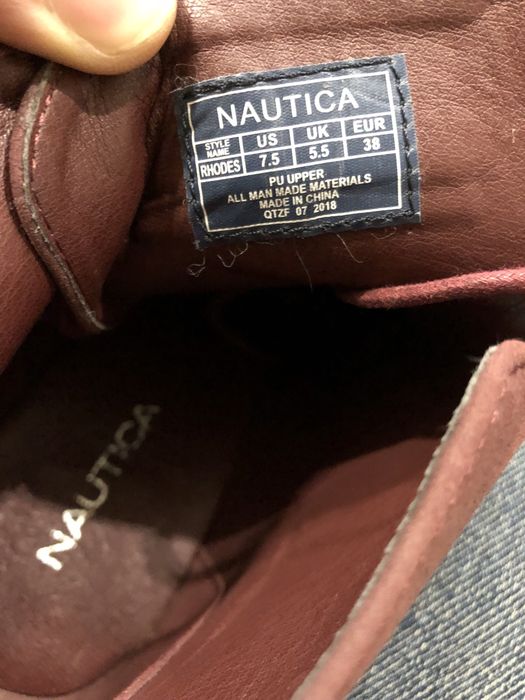 NAUTICA
STYLE NAME US UK EUR
RHODES 7.5 5.5 38
PU UPPER
ALL MAN MADE MATERIALS
MADE IN CHINA
QTZF 07 2018
NAUTICA